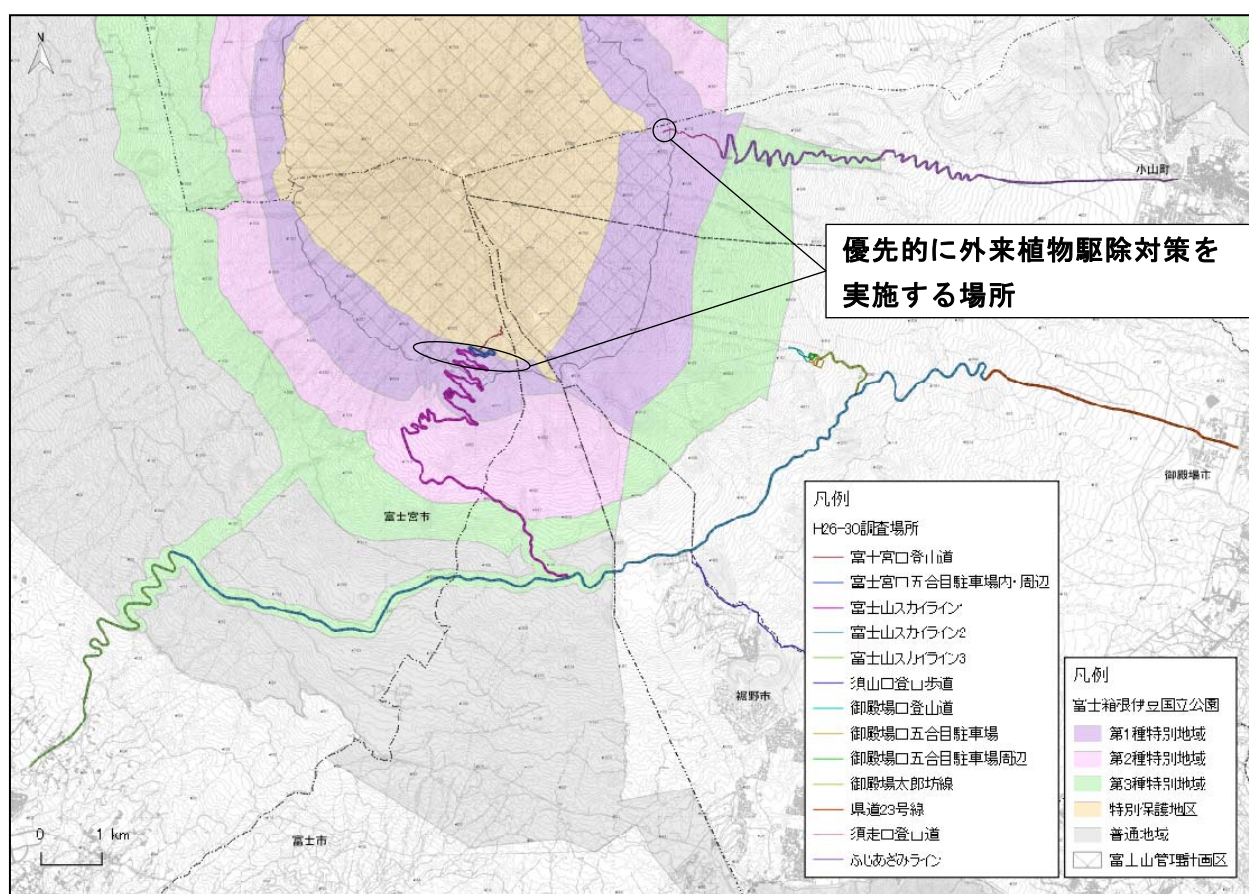 N
小山町
優先的に外来植物駆除対策を
実施する場所
御殿場市
富士宮市
裾野市
富士市
0 1 km
凡例
H26-30調査場所
富士宮口登山道
富士宮口五合目駐車場内・周辺
富士山スカイライン
富士山スカイライン2
富士山スカイライン3
須山口登山歩道
御殿場口登山道
御殿場口五合目駐車場
御殿場口五合目駐車場周辺
御殿場太郎坊線
県道23号線
須走口登山道
ふじあざみライン
凡例
富士箱根伊豆国立公園
第1種特別地域
第2種特別地域
第3種特別地域
特別保護地区
普通地域
富士山管理計画区